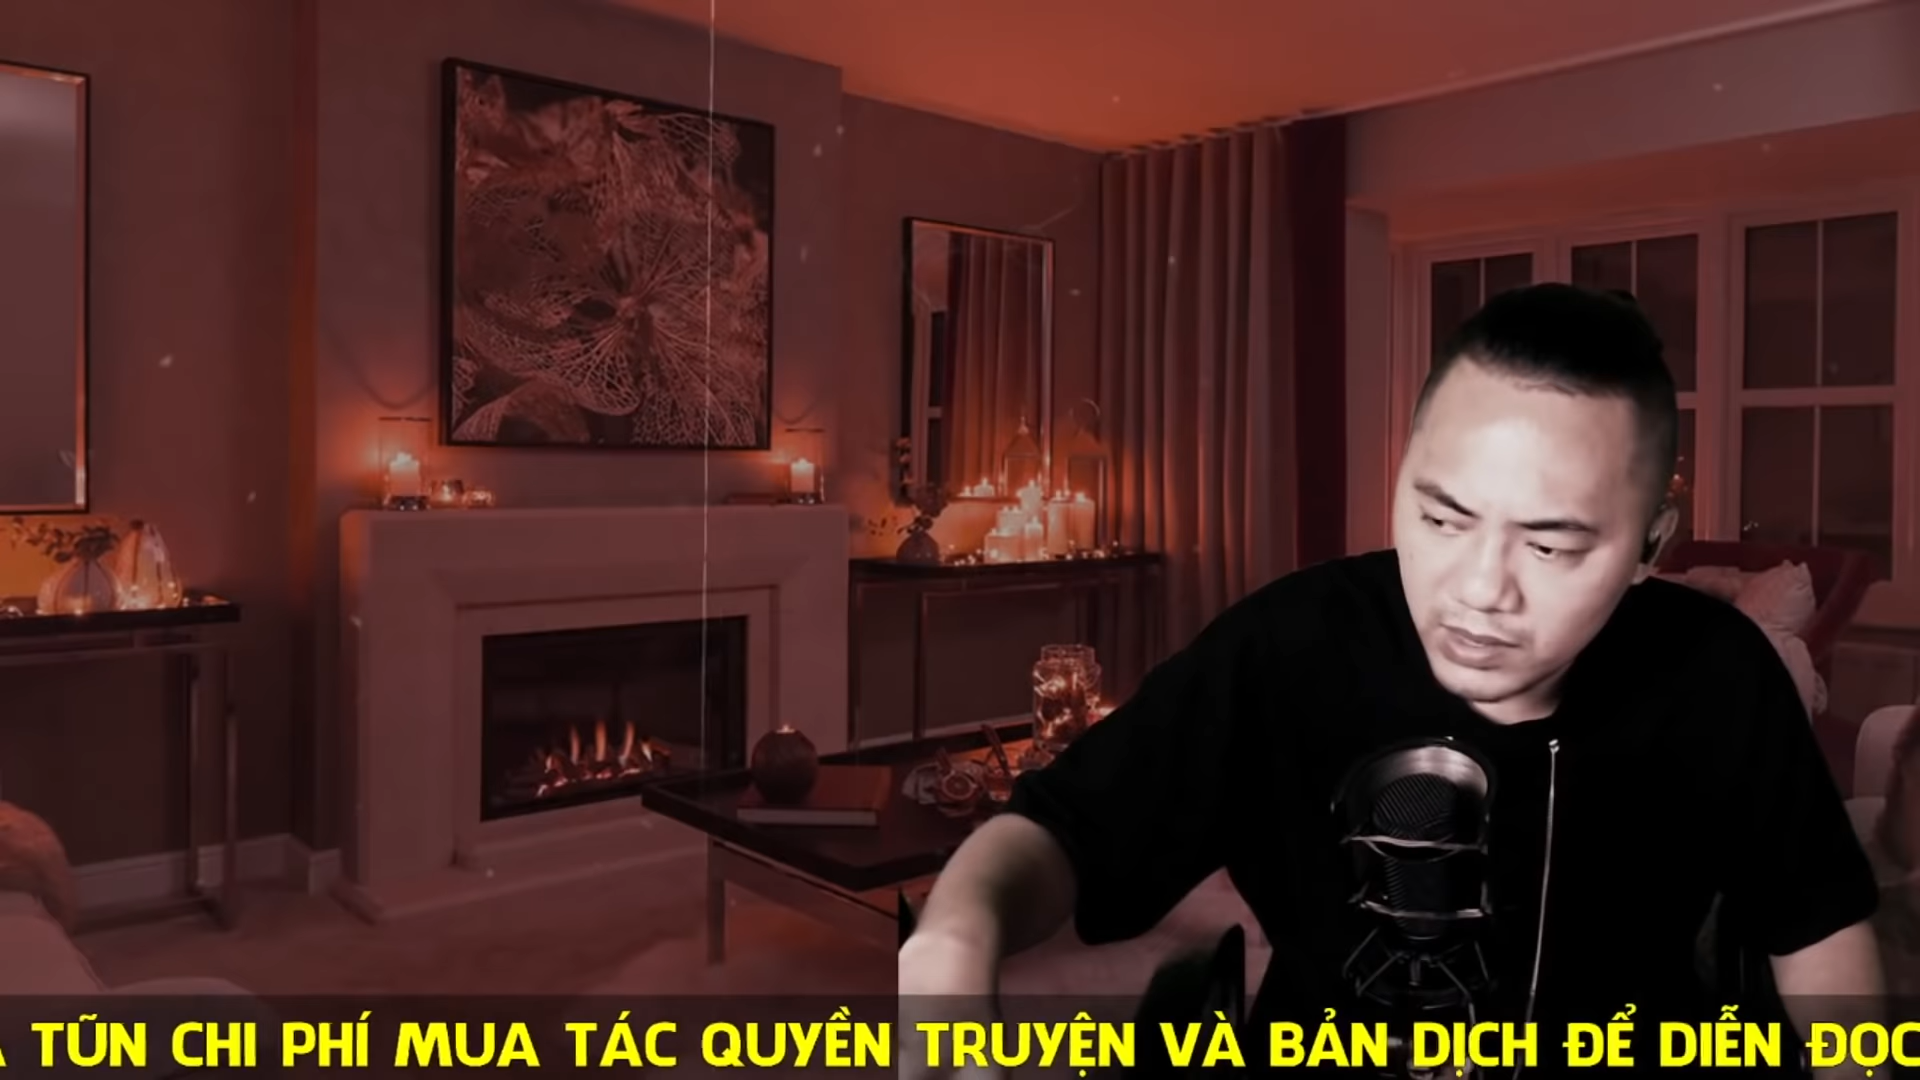 TŨN CHI PHÍ MUA TÁC QUYỀN TRUYỆN VÀ BẢN DỊCH ĐỂ DIỄN ĐỌC